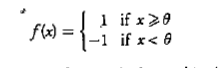 f(x) = { 1 if x ⩾ θ
-1 if x < θ